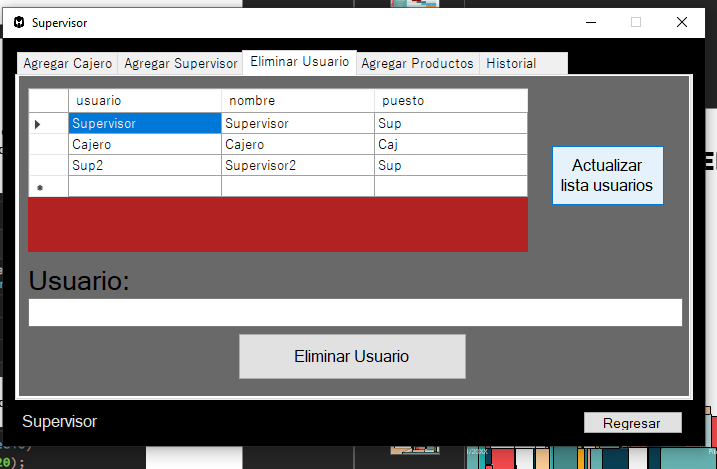 Supervisor
Agregar Cajero Agregar Supervisor Eliminar Usuario Agregar Productos Historial
usuario nombre puesto
Supervisor Supervisor Sup
Cajero Cajero Caj
Sup2 Supervisor2 Sup
Actualizar
lista usuarios
Usuario:
Eliminar Usuario
Supervisor
Regresar
20);